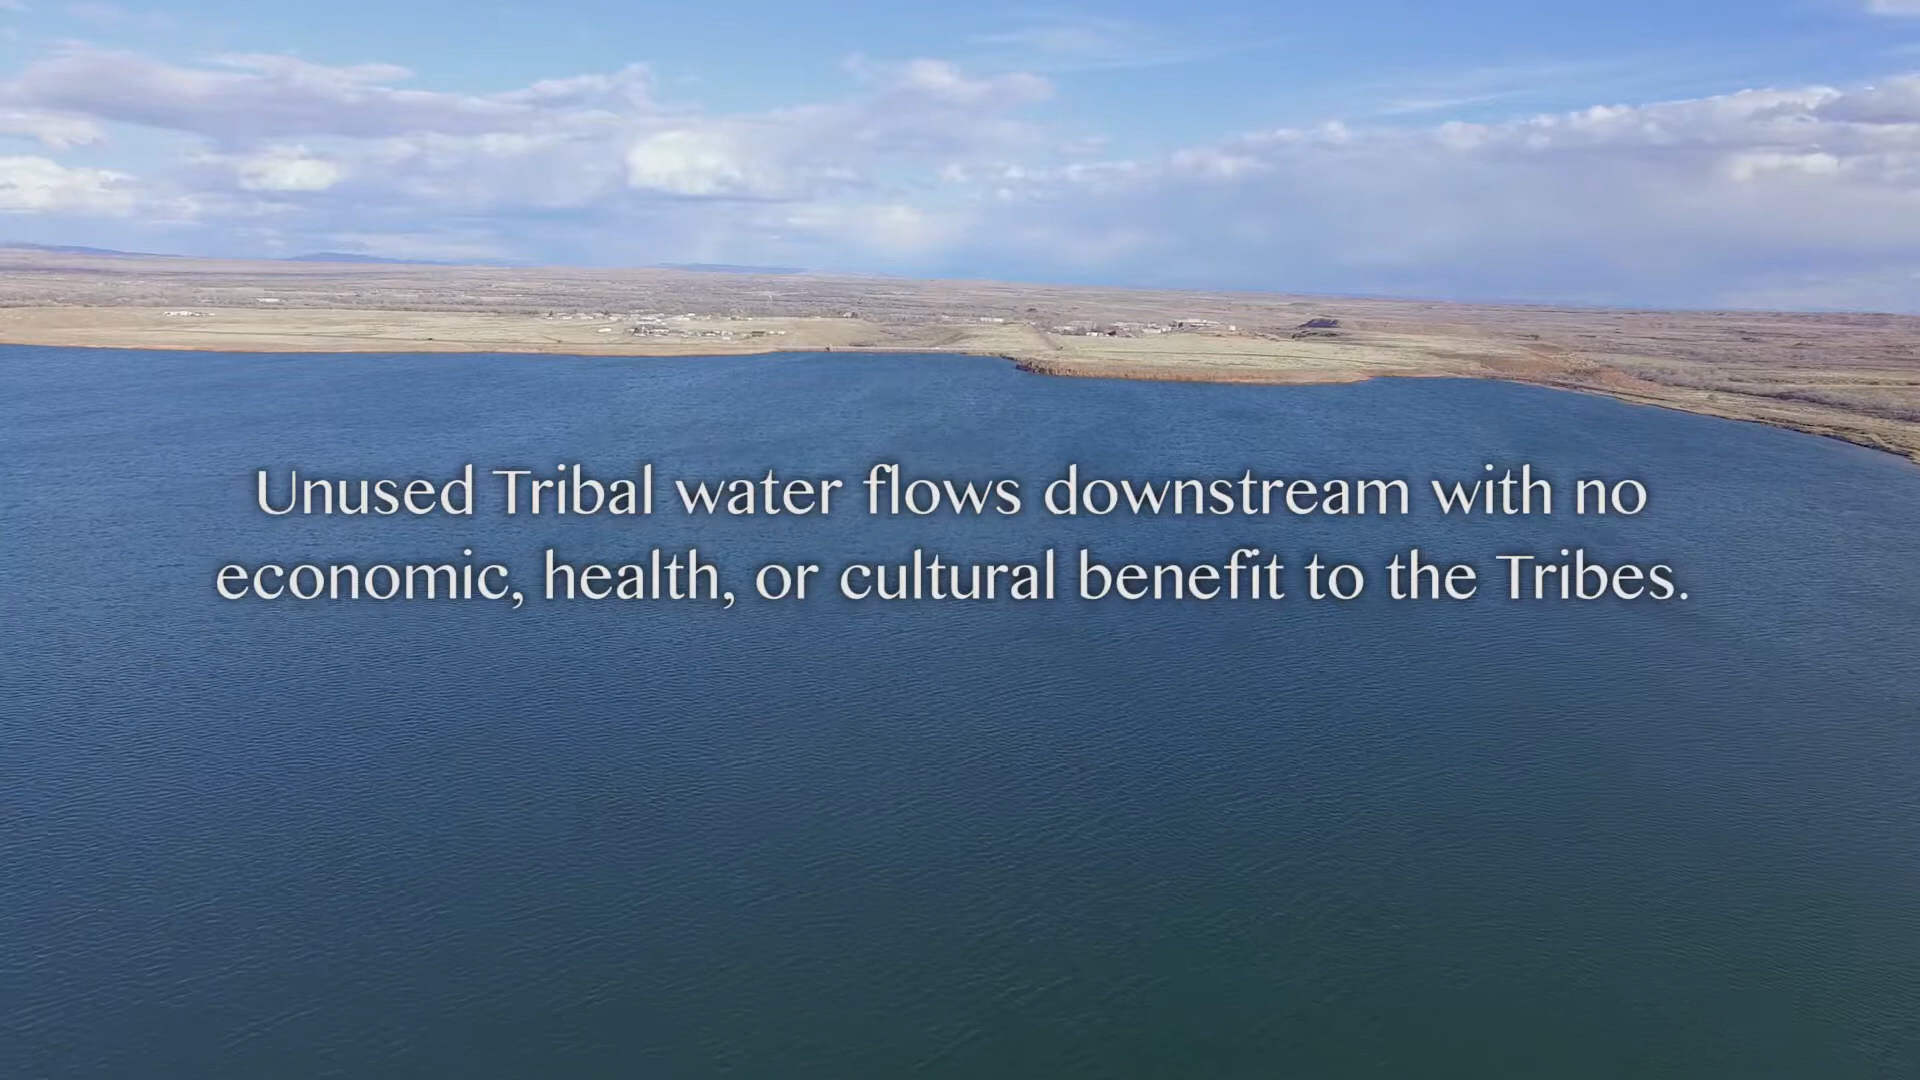 Unused Tribal water flows downstream with no
economic, health, or cultural benefit to the Tribes.